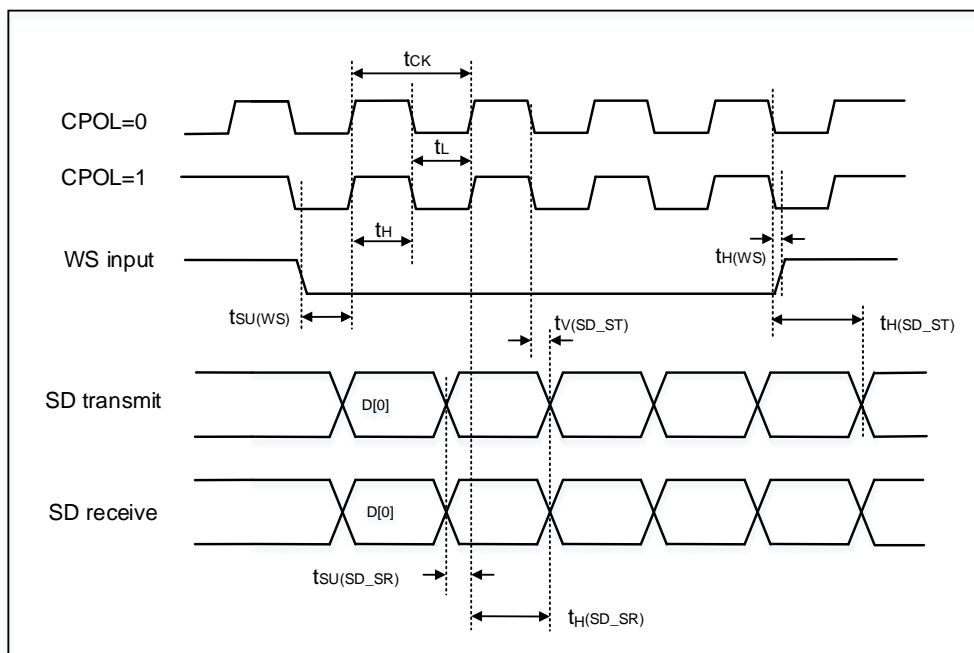 tCK
CPOL=0
tL
CPOL=1
tH
tH(WS)
WS input
tSU(WS)
tV(SD_ST)
tH(SD_ST)
SD transmit
D[0]
SD receive
D[0]
tSU(SD_SR)
tH(SD_SR)